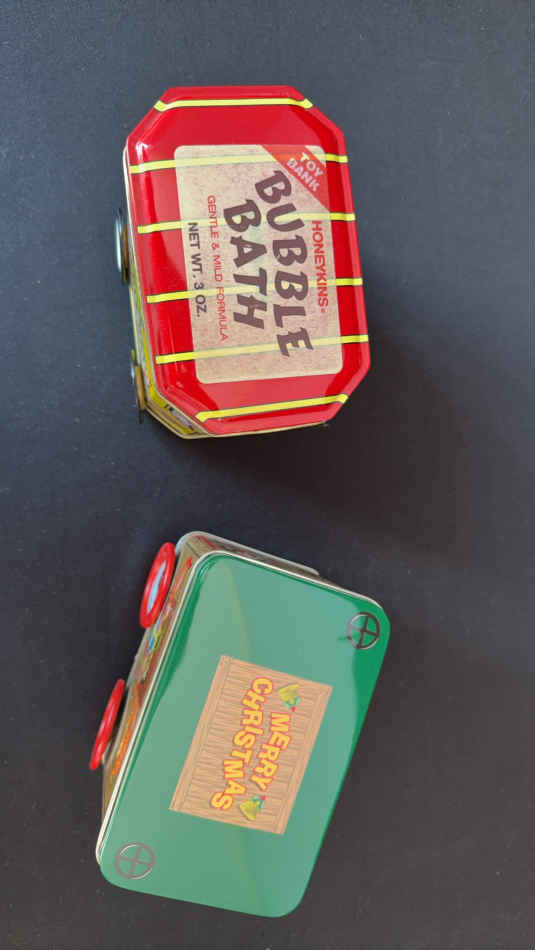 TOY
BANK
HONEYKINS®
BUBBLE
BATH
GENTLE & MILD FORMULA
NET WT. 3 OZ.
MERRY
CHRISTMAS